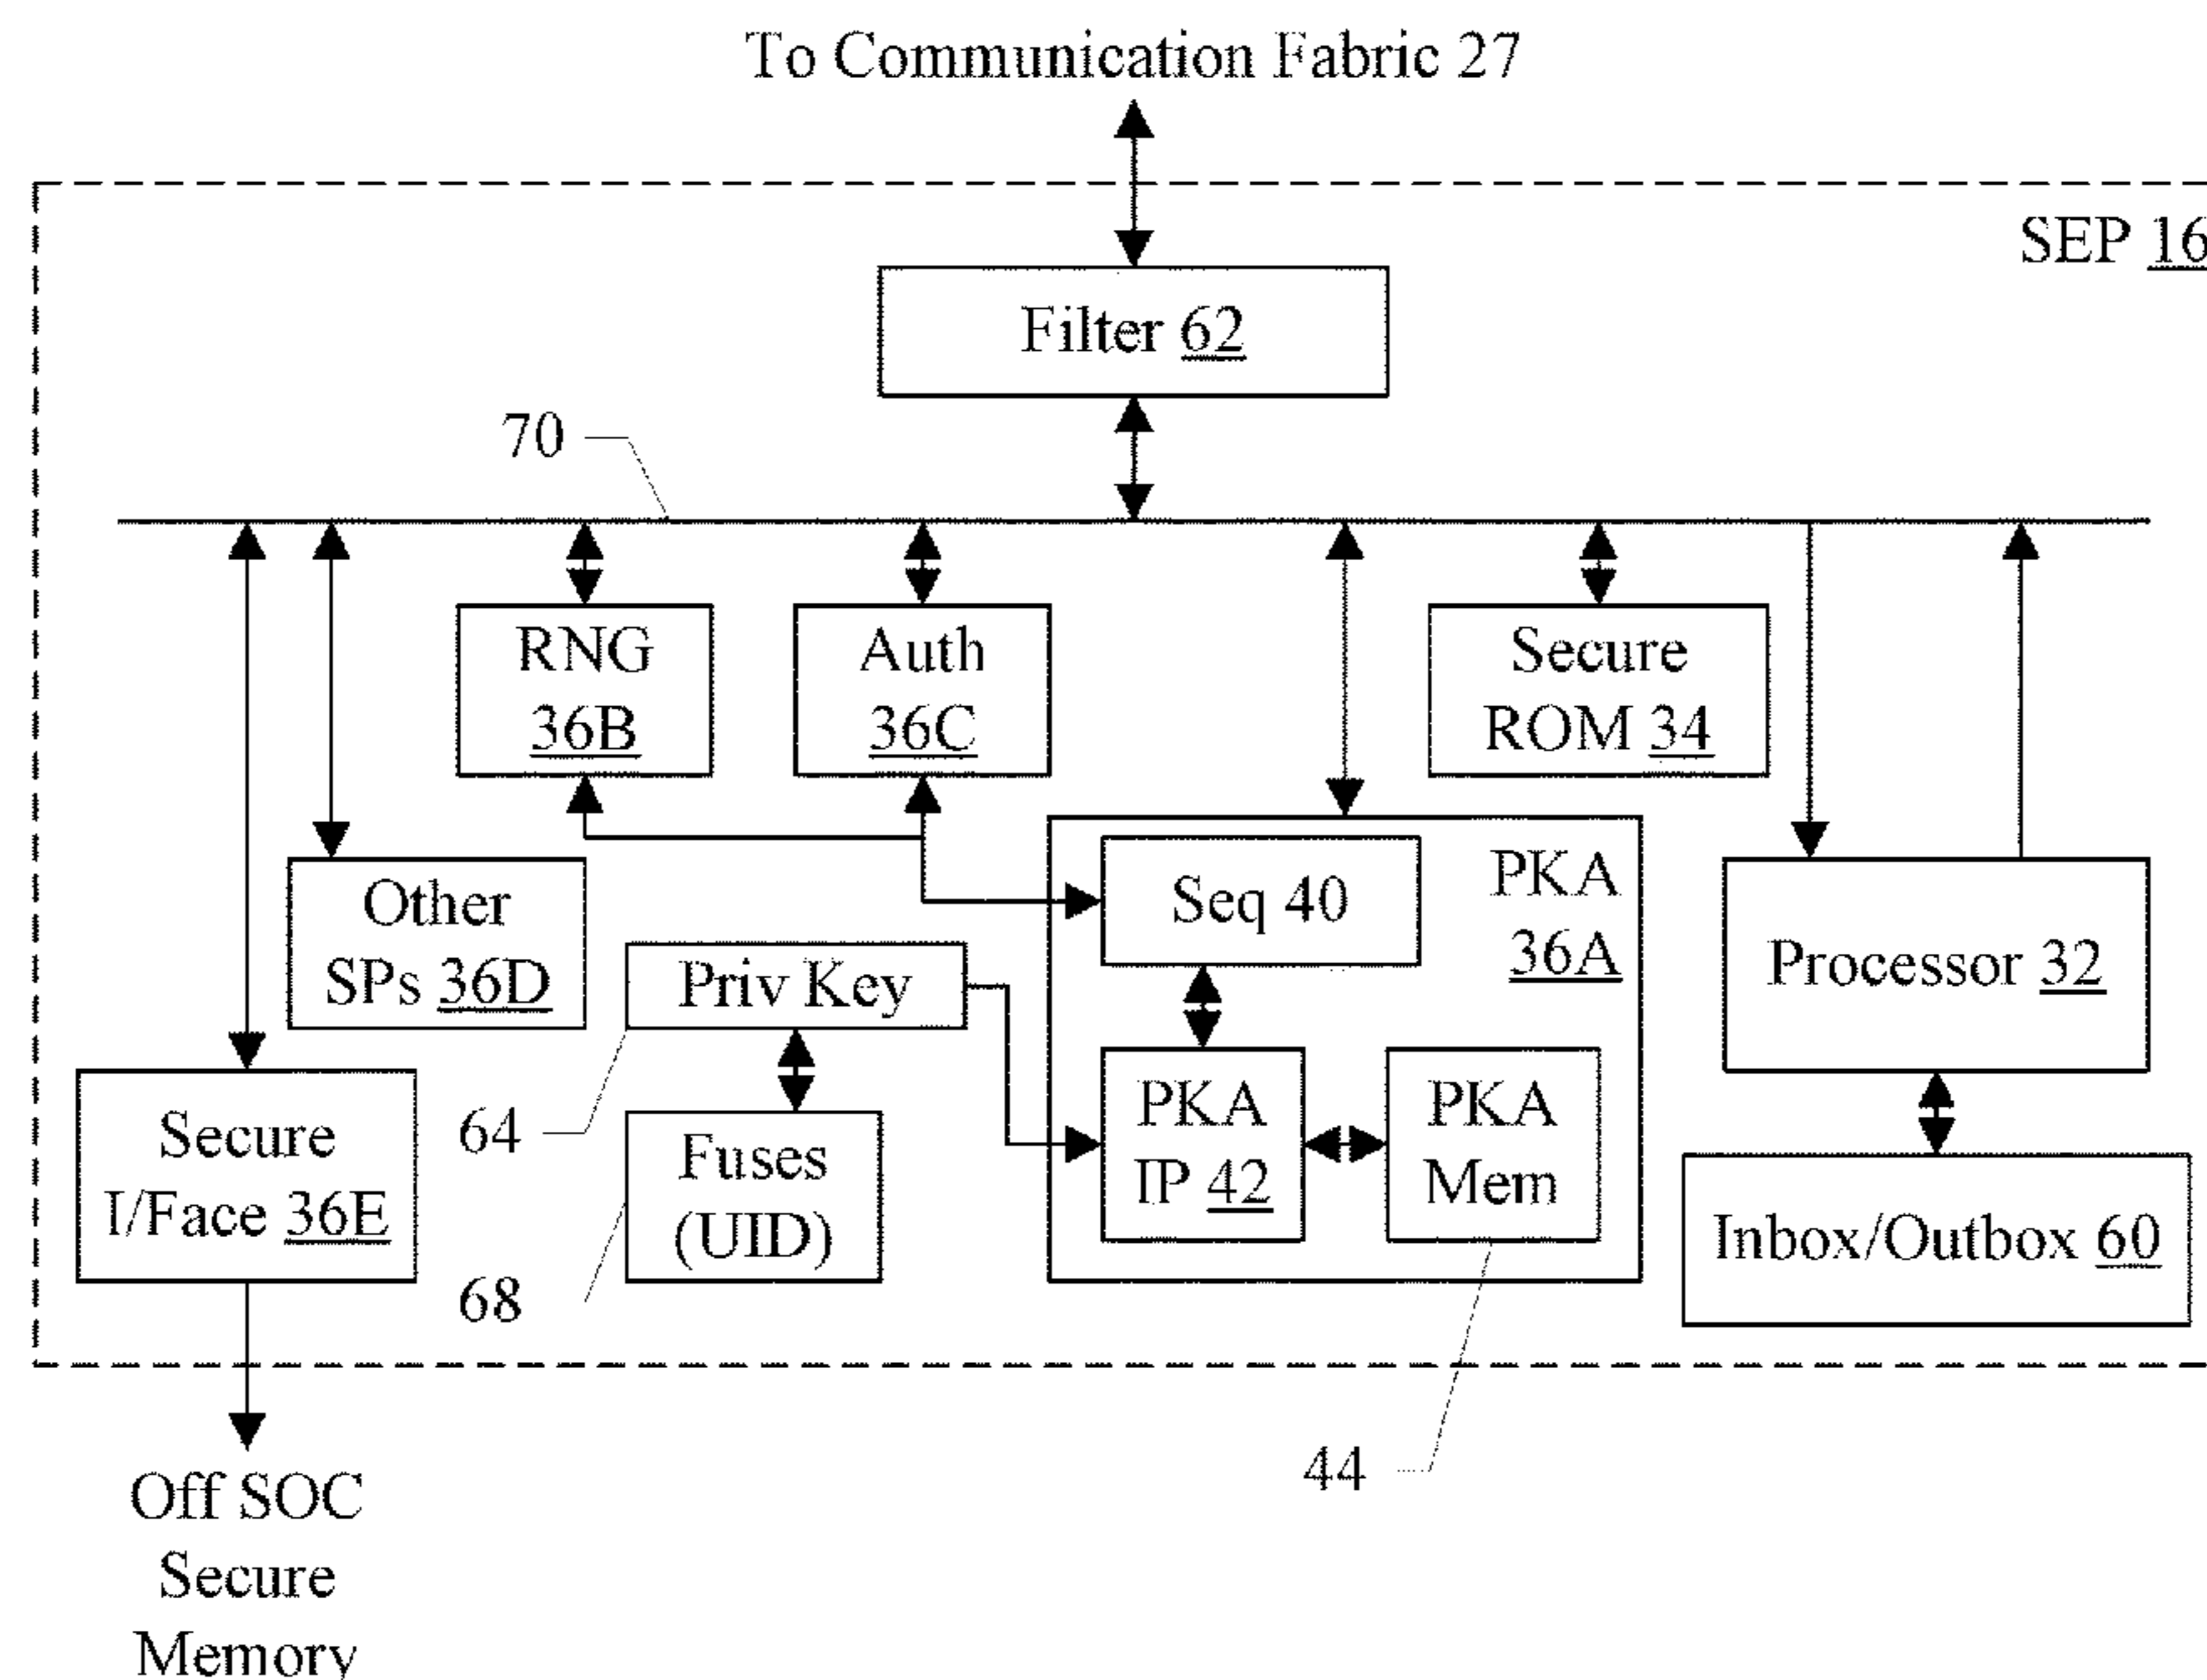 To Communication Fabric 27
SEP 16
Filter 62
70
RNG
36B
Auth
36C
Secure
ROM 34
Other
SPs 36D
Seq 40
PKA
36A
Processor 32
Priv Key
Secure
I/Face 36E
64
Fuses
(UID)
68
PKA
IP 42
PKA
Mem
Inbox/Outbox 60
44
Off SOC
Secure
Memory